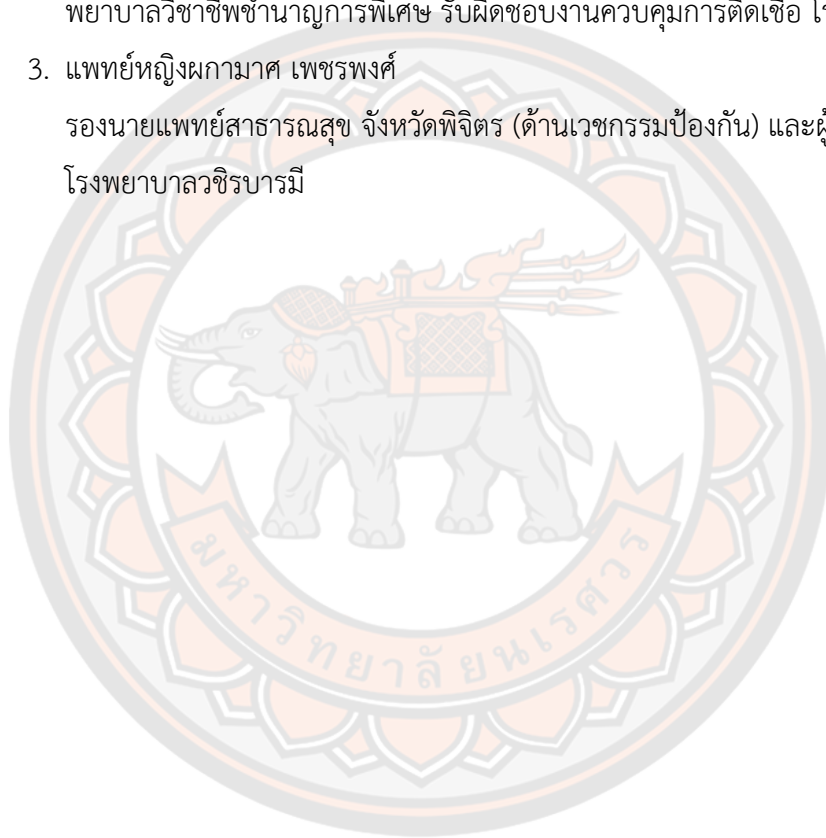 พยาบาลวิชาชีพชำนาญการพิเศษ รับผิดชอบงานควบคุมการติดเชื้อ
3. แพทย์หญิงผกามาศ เพชรพงศ์
รองนายแพทย์สาธารณสุข จังหวัดพิจิตร (ด้านเวชกรรมป้องกัน) และ
โรงพยาบาลวชิรบารมี
มหาวิทยาลัยนเรศวร